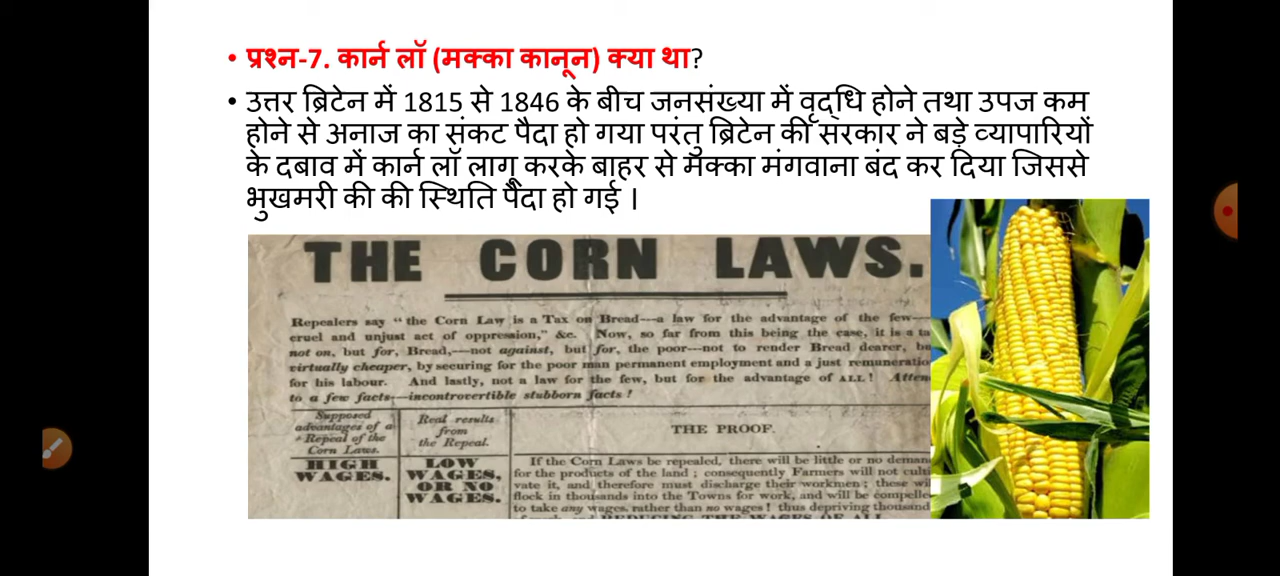 • प्रश्न-7. कार्न लॉ (मक्का कानून) क्या था?
• उत्तर ब्रिटेन में 1815 से 1846 के बीच जनसंख्या में वृद्धि होने तथा उपज कम
होने से अनाज का संकट पैदा हो गया परंतु ब्रिटेन की सरकार ने बड़े व्यापारियों
के दबाव में कार्न लॉ लागू करके बाहर से मक्का मंगवाना बंद कर दिया जिससे
भुखमरी की की स्थिति पैदा हो गई ।
THE CORN LAWS.
Repealers say "the Corn Law is a Tax on Bread—a law for the advantage of the few—
cruel and unjust act of oppression," &c. Now, so far from this being the case, it is a
not on, but for, Bread,—not against, but for, the poor—not to render Bread dearer,
virtually cheaper, by securing for the poor man permanent employment and a just
for his labour. And lastly, not a law for the few, but for the advantage of ALL!
to a few facts,—incontrovertible stubborn facts!
Supposed
advantages of a
Repeal of the
Corn Laws.
Real results
from
the Repeal.
THE PROOF.
HIGH
WAGES.
LOW
WAGES,
OR NO
WAGES.
If the Corn Laws be repealed, there will be little or no
for the products of the land; consequently Farmers will not
vate it, and therefore must discharge their workmen; these
flock in thousands into the Towns for work, and will be
to take any wages, rather than no wages! thus depriving
REDUCING THE WAGES OF ALL